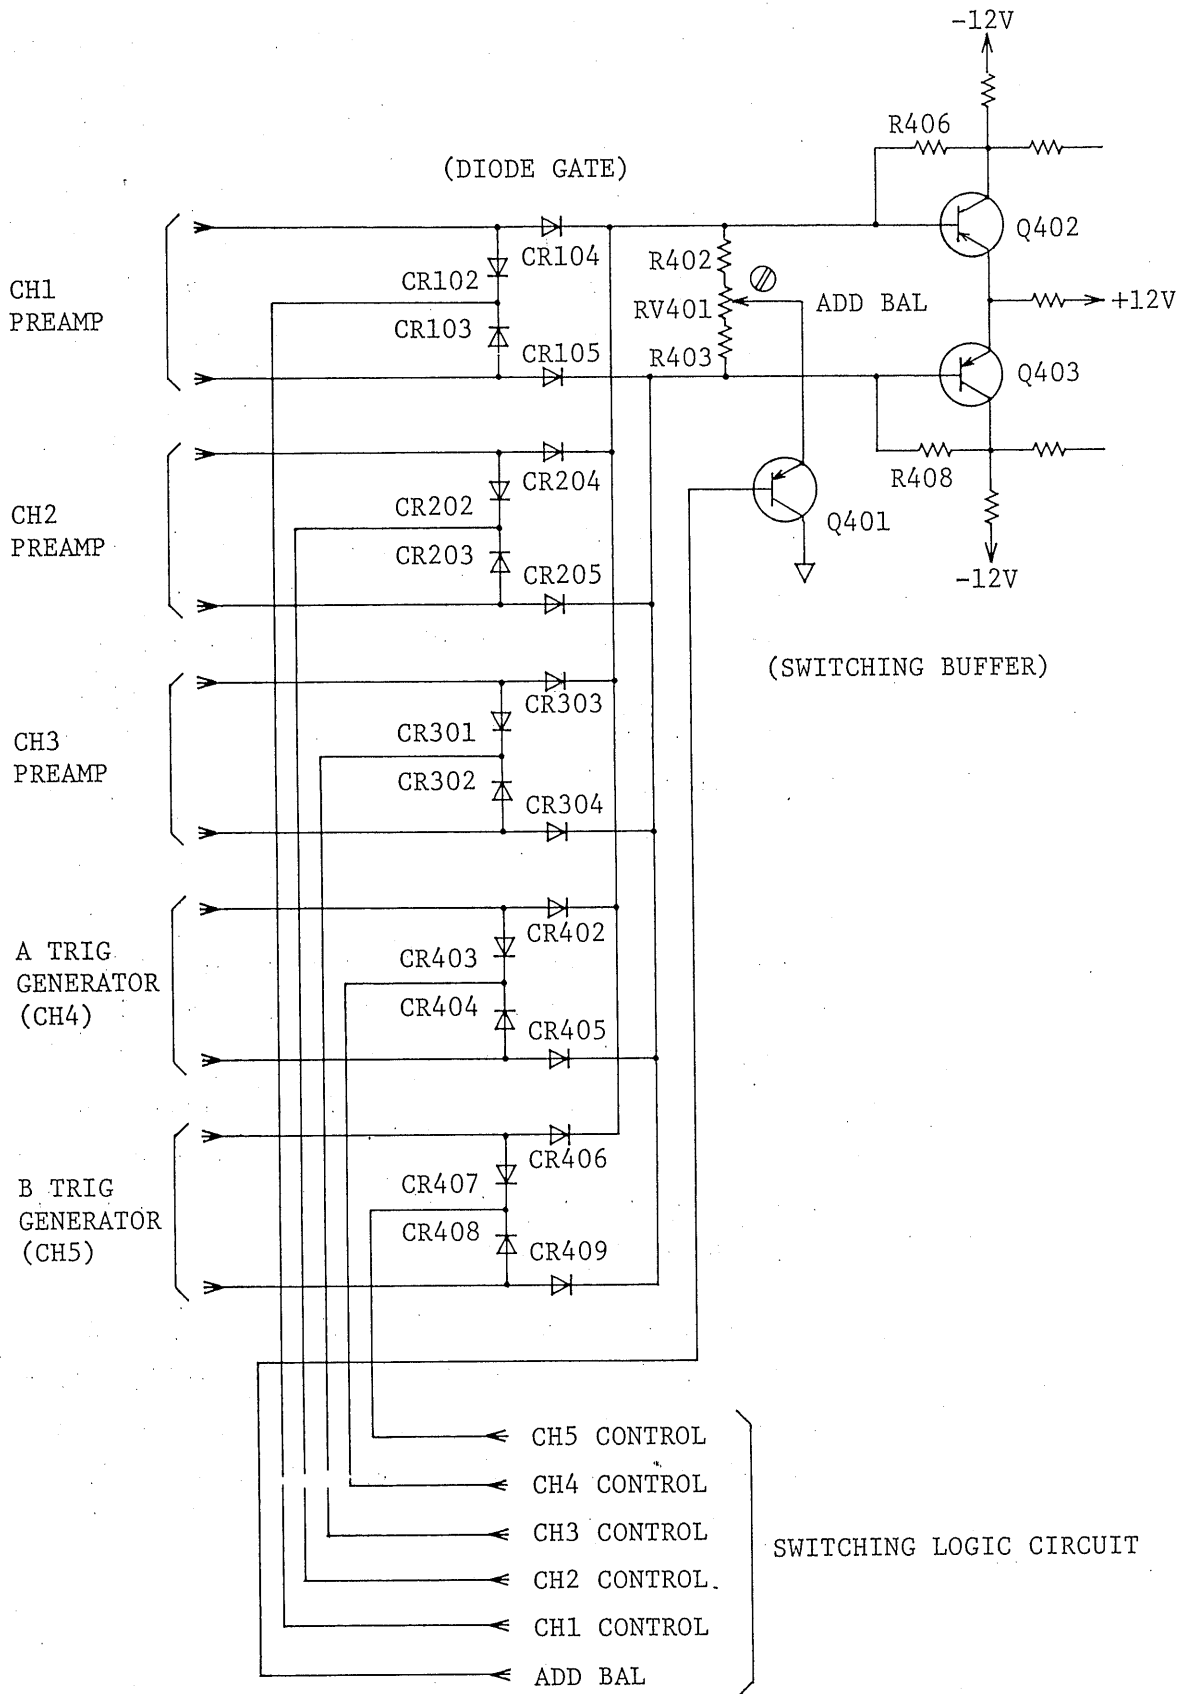 -12V
R406
(DIODE GATE)
CR104
Q402
CH1
PREAMP
CR102
R402
RV401
ADD BAL
+12V
CR103
R403
CR105
Q403
CR204
R408
CH2
PREAMP
CR202
Q401
CR203
CR205
-12V
(SWITCHING BUFFER)
CR303
CH3
PREAMP
CR301
CR302
CR304
CR402
A TRIG
GENERATOR
(CH4)
CR403
CR404
CR405
CR406
B TRIG
GENERATOR
(CH5)
CR407
CR408
CR409
CH5 CONTROL
CH4 CONTROL
CH3 CONTROL
SWITCHING LOGIC CIRCUIT
CH2 CONTROL.
CH1 CONTROL
ADD BAL